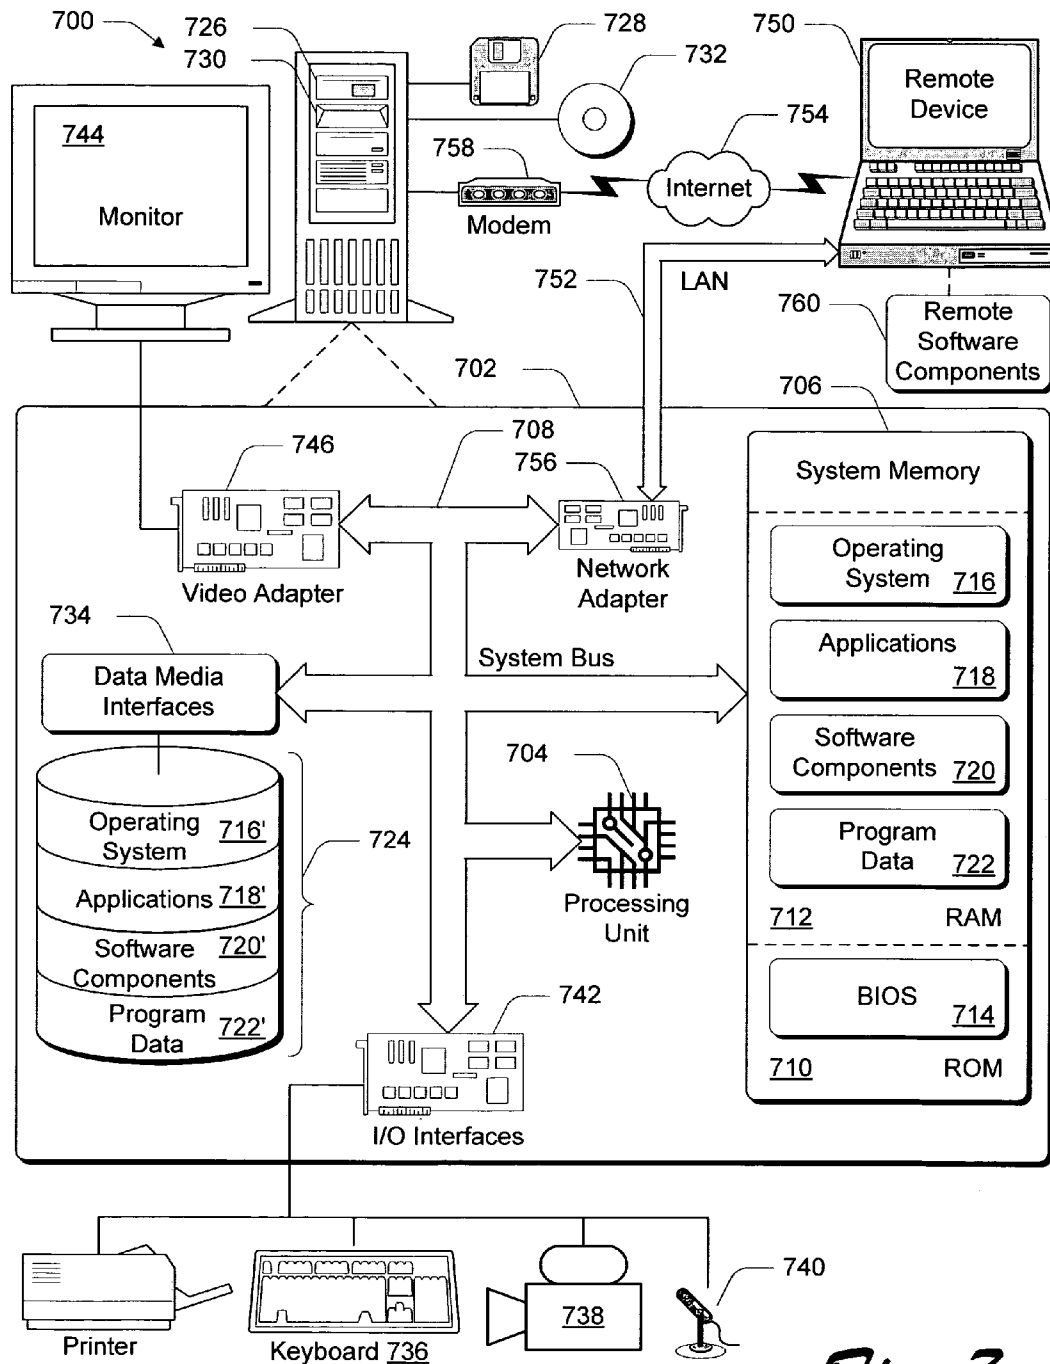 700
726
730
728
732
750
Remote
Device
744
Monitor
758
Modem
754
Internet
752
LAN
760
Remote
Software
Components
702
706
746
708
756
System Memory
Video Adapter
Network
Adapter
Operating
System 716
734
Data Media
Interfaces
System Bus
Applications
718
Software
Components 720
704
Processing
Unit
Program
Data 722
712 RAM
Operating
System 716'
724
Applications 718'
Software
Components 720'
Program
Data 722'
742
I/O Interfaces
BIOS
714
710 ROM
Printer
Keyboard 736
738
740